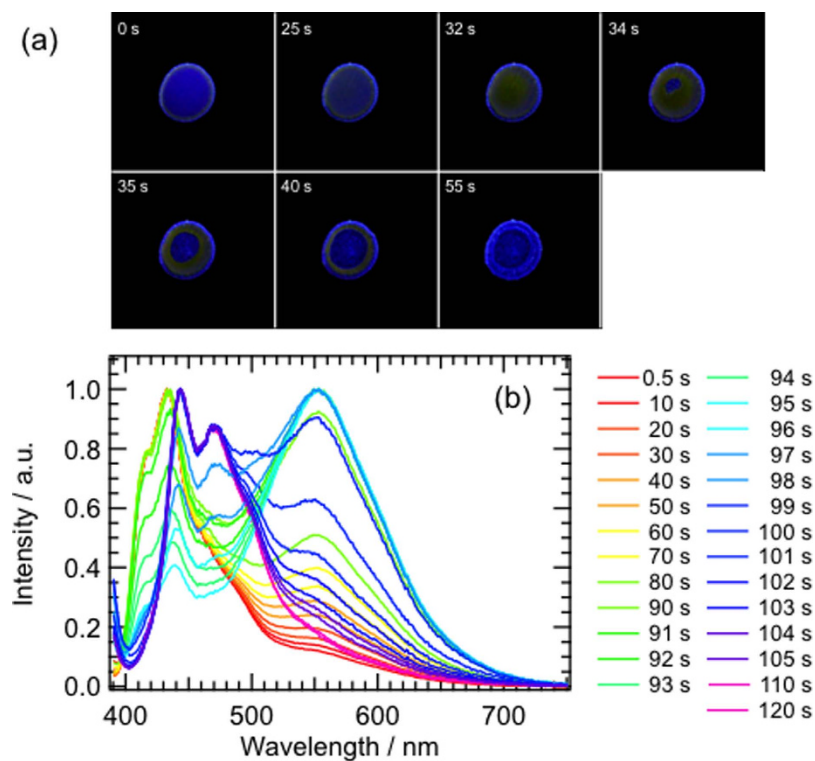 (a)
0 s
25 s
32 s
34 s
35 s
40 s
55 s
(b)
Intensity / a.u.
1.0
0.8
0.6
0.4
0.2
0.0
400
500
600
700
Wavelength / nm
0.5 s
10 s
20 s
30 s
40 s
50 s
60 s
70 s
80 s
90 s
91 s
92 s
93 s
94 s
95 s
96 s
97 s
98 s
99 s
100 s
101 s
102 s
103 s
104 s
105 s
110 s
120 s